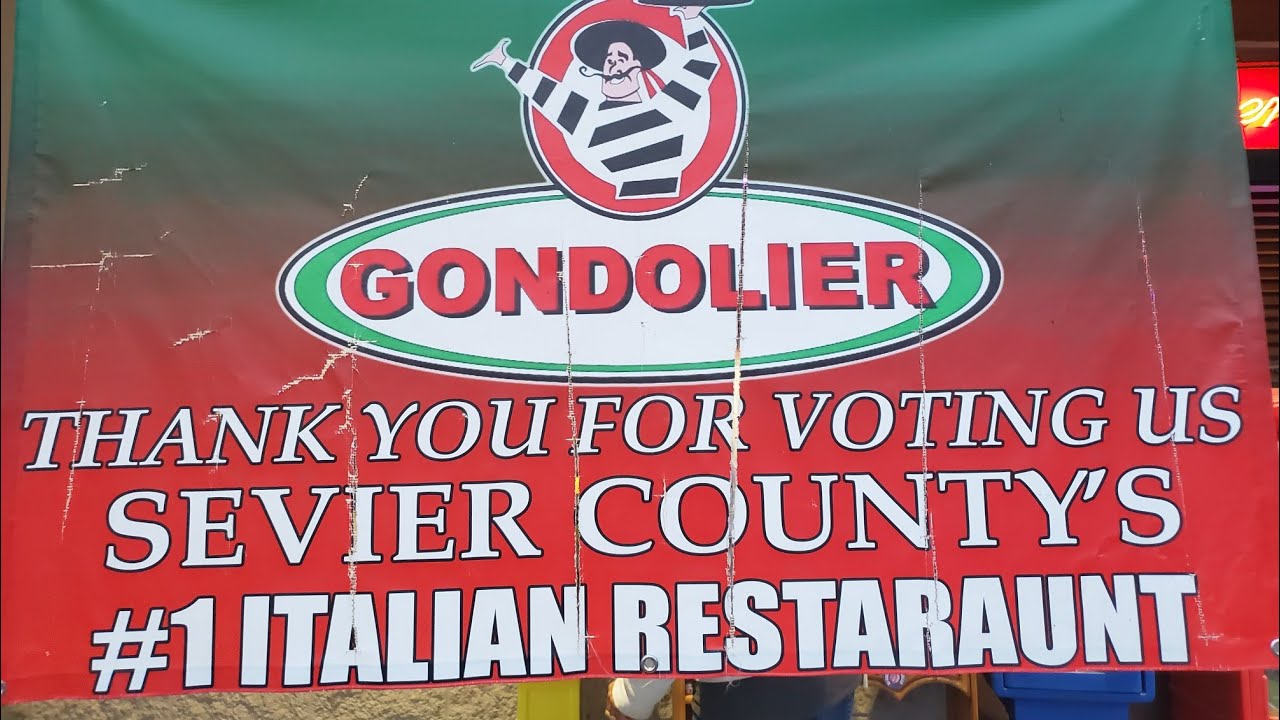 GONDOLIER
THANK YOU FOR VOTING US
SEVIER COUNTY'S
#1 ITALIAN RESTARAUNT